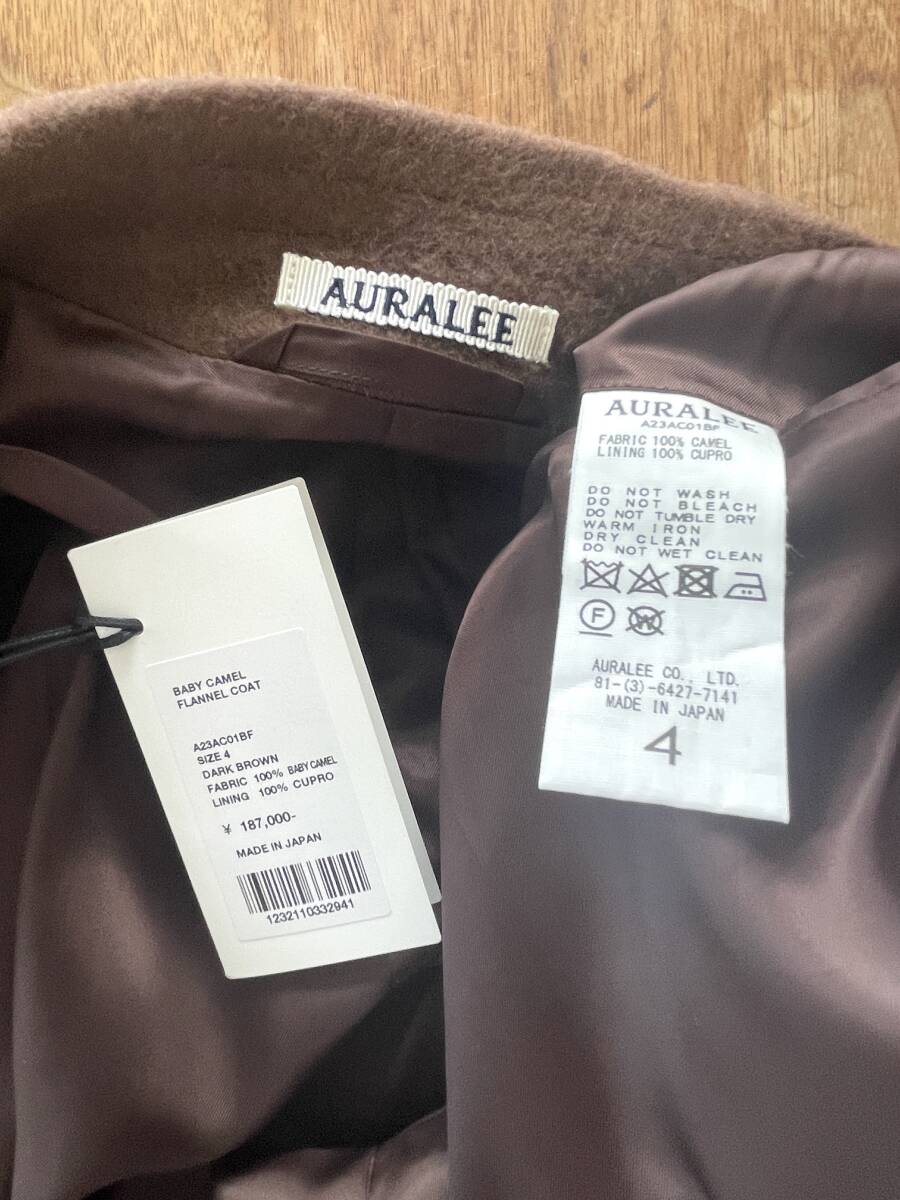 AURALEE
AURALEE
A23AC01BF
FABRIC 100% CAMEL
LINING 100% CUPRO
DO NOT WASH
DO NOT BLEACH
DO NOT TUMBLE DRY
WARM IRON
DRY CLEAN
DO NOT WET CLEAN
F W
AURALEE CO., LTD.
81-(3)-6427-7141
MADE IN JAPAN
4
BABY CAMEL
FLANNEL COAT
A23AC01BF
SIZE 4
DARK BROWN
FABRIC 100% BABY CAMEL
LINING 100% CUPRO
¥ 187,000-
MADE IN JAPAN
1232110332941